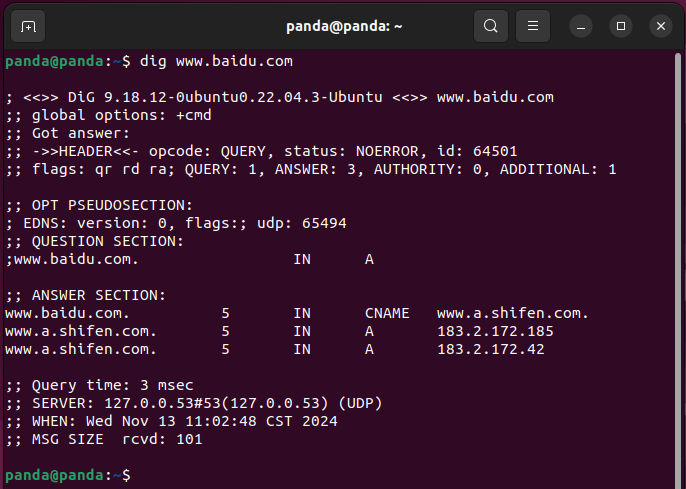 panda@panda: ~
panda@panda:~$ dig www.baidu.com
; <<>> DiG 9.18.12-0ubuntu0.22.04.3-Ubuntu <<>> www.baidu.com
;; global options: +cmd
;; Got answer:
;; ->>HEADER<<- opcode: QUERY, status: NOERROR, id: 64501
;; flags: qr rd ra; QUERY: 1, ANSWER: 3, AUTHORITY: 0, ADDITIONAL: 1
;; OPT PSEUDOSECTION:
; EDNS: version: 0, flags:; udp: 65494
;; QUESTION SECTION:
;www.baidu.com. IN A
;; ANSWER SECTION:
www.baidu.com. 5 IN CNAME www.a.shifen.com.
www.a.shifen.com. 5 IN A 183.2.172.185
www.a.shifen.com. 5 IN A 183.2.172.42
;; Query time: 3 msec
;; SERVER: 127.0.0.53#53(127.0.0.53) (UDP)
;; WHEN: Wed Nov 13 11:02:48 CST 2024
;; MSG SIZE rcvd: 101
panda@panda:~$